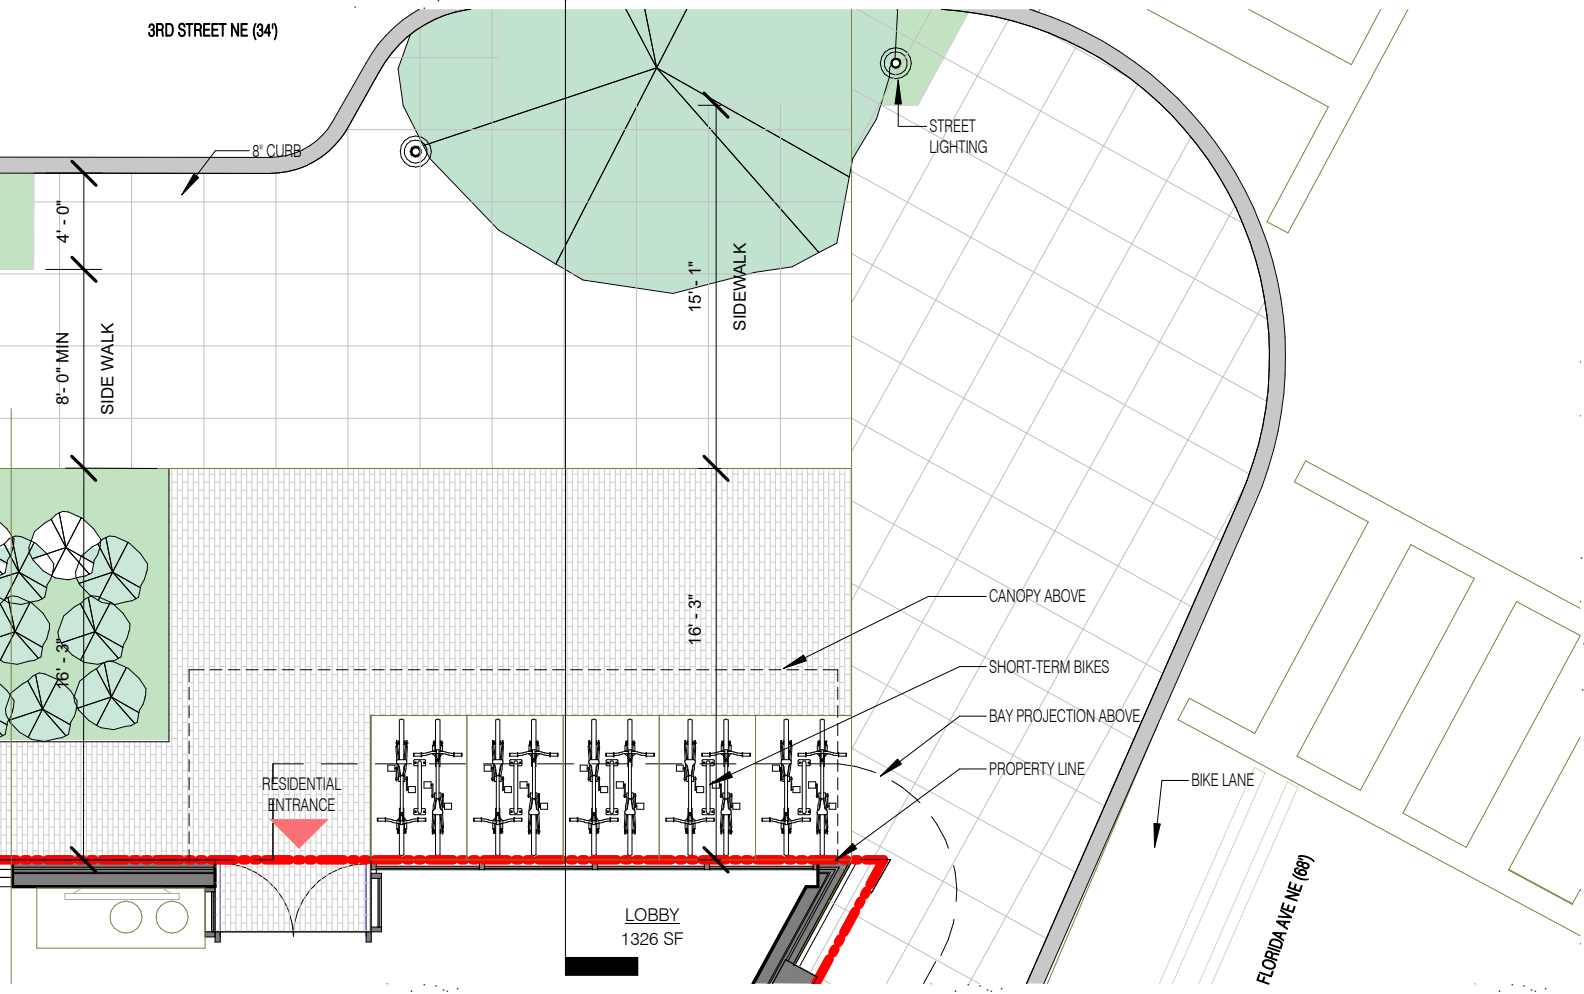 3RD STREET NE (34')
8" CURB
STREET
LIGHTING
4' - 0"
8'- 0" MIN
SIDE WALK
15' - 1"
SIDEWALK
16' - 3"
16' - 3"
CANOPY ABOVE
SHORT-TERM BIKES
BAY PROJECTION ABOVE
PROPERTY LINE
BIKE LANE
RESIDENTIAL
ENTRANCE
LOBBY
1326 SF
FLORIDA AVE NE (68')